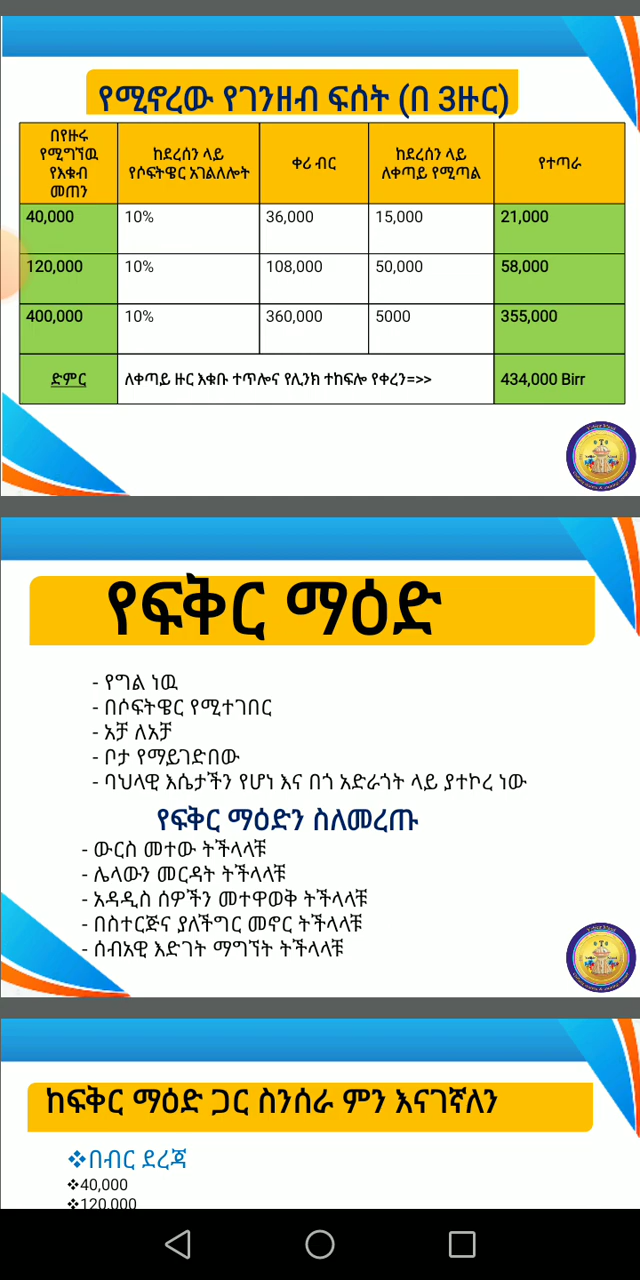 የሚኖረው የገንዘብ ፍሰት (በ 3ዙር)
በየዙሩ የሚግኘዉ የእቁብ መጠን
ከደረሰን ላይ የሶፍትዌር አገልለሎት
ቀሪ ብር
ከደረሰን ላይ ለቀጣይ የሚጣል
የተጣራ
40,000 10% 36,000 15,000 21,000
120,000 10% 108,000 50,000 58,000
400,000 10% 360,000 5000 355,000
ድምር ለቀጣይ ዙር እቁቡ ተጥሎና የሊንክ ተከፍሎ የቀረን=>> 434,000 Birr
የፍቅር ማዕድ
- የግል ነዉ
- በሶፍትዌር የሚተገበር
- አቻ ለአቻ
- ቦታ የማይገድበው
- ባህላዊ እሴታችን የሆነ እና በጎ አድራጎት ላይ ያተኮረ ነው
የፍቅር ማዕድን ስለመረጡ
- ውርስ መተው ትችላላቹ
- ሌላውን መርዳት ትችላላቹ
- አዳዲስ ሰዎችን መተዋወቅ ትችላላቹ
- በስተርጅና ያለችግር መኖር ትችላላቹ
- ሰብአዊ እድገት ማግኘት ትችላላቹ
ከፍቅር ማዕድ ጋር ስንሰራ ምን እናገኛለን
❖በብር ደረጃ
❖40,000
❖120,000